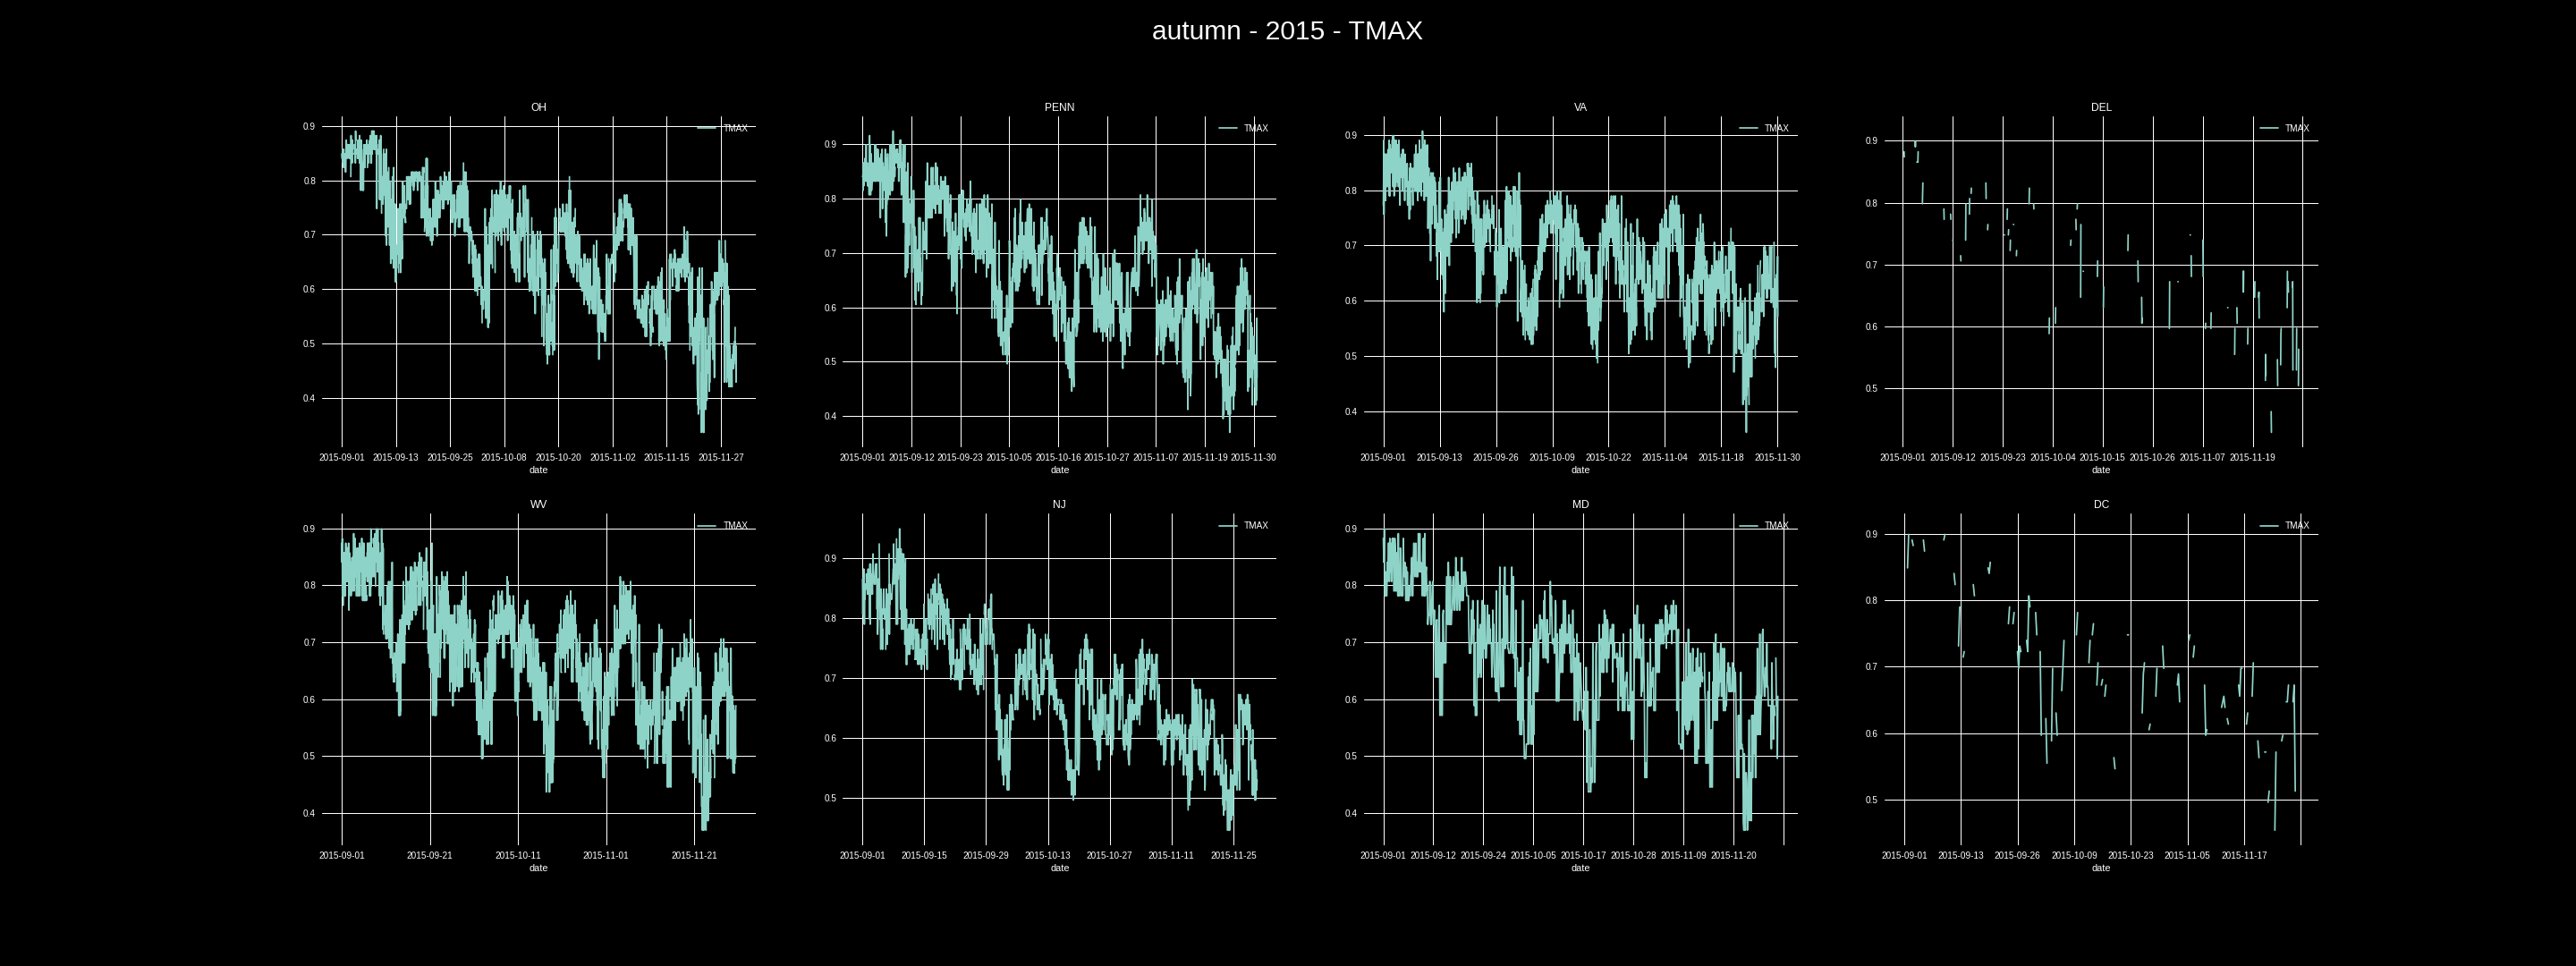 autumn - 2015 - TMAX
OH
TMAX
0.9
0.8
0.7
0.6
0.5
0.4
2015-09-01 2015-09-13 2015-09-25 2015-10-08 2015-10-20 2015-11-02 2015-11-15 2015-11-27
date
PENN
TMAX
0.9
0.8
0.7
0.6
0.5
0.4
2015-09-01 2015-09-12 2015-09-23 2015-10-05 2015-10-16 2015-10-27 2015-11-07 2015-11-19 2015-11-30
date
VA
TMAX
0.9
0.8
0.7
0.6
0.5
0.4
2015-09-01 2015-09-13 2015-09-26 2015-10-09 2015-10-22 2015-11-04 2015-11-18 2015-11-30
date
DEL
TMAX
0.9
0.8
0.7
0.6
0.5
2015-09-01 2015-09-12 2015-09-23 2015-10-04 2015-10-15 2015-10-26 2015-11-07 2015-11-19
date
WV
TMAX
0.9
0.8
0.7
0.6
0.5
0.4
2015-09-01 2015-09-21 2015-10-11 2015-11-01 2015-11-21
date
NJ
TMAX
0.9
0.8
0.7
0.6
0.5
2015-09-01 2015-09-15 2015-09-29 2015-10-13 2015-10-27 2015-11-11 2015-11-25
date
MD
TMAX
0.9
0.8
0.7
0.6
0.5
0.4
2015-09-01 2015-09-12 2015-09-24 2015-10-05 2015-10-17 2015-10-28 2015-11-09 2015-11-20
date
DC
TMAX
0.9
0.8
0.7
0.6
0.5
2015-09-01 2015-09-13 2015-09-26 2015-10-09 2015-10-23 2015-11-05 2015-11-17
date